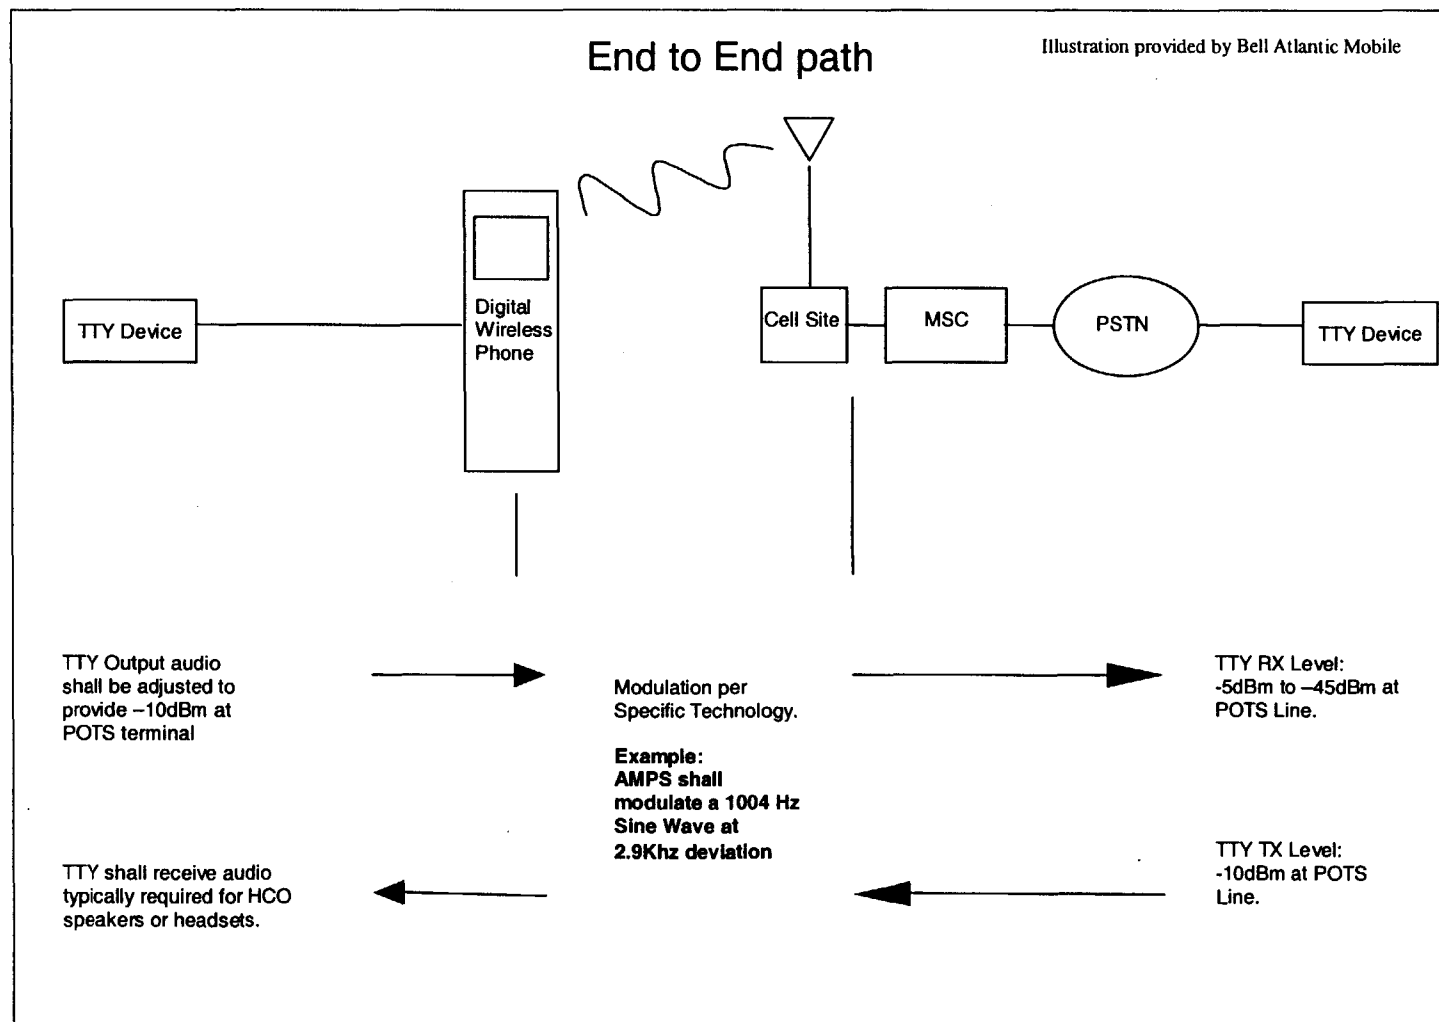 End to End path
Illustration provided by Bell Atlantic Mobile
TTY Device
Digital
Wireless
Phone
Cell Site
MSC
PSTN
TTY Device
TTY Output audio
shall be adjusted to
provide –10dBm at
POTS terminal
Modulation per
Specific Technology.
Example:
AMPS shall
modulate a 1004 Hz
Sine Wave at
2.9Khz deviation
TTY RX Level:
-5dBm to –45dBm at
POTS Line.
TTY shall receive audio
typically required for HCO
speakers or headsets.
TTY TX Level:
-10dBm at POTS
Line.